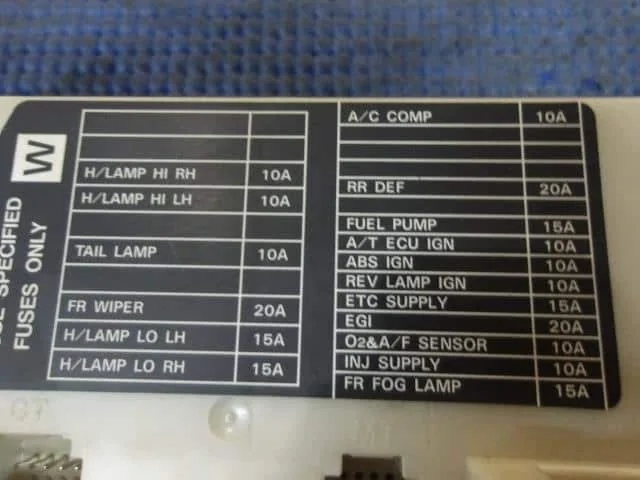 W
SPECIFIED
FUSES ONLY
H/LAMP HI RH 10A
H/LAMP HI LH 10A
TAIL LAMP 10A
FR WIPER 20A
H/LAMP LO LH 15A
H/LAMP LO RH 15A
A/C COMP 10A
RR DEF 20A
FUEL PUMP 15A
A/T ECU IGN 10A
ABS IGN 10A
REV LAMP IGN 10A
ETC SUPPLY 15A
EGI 20A
O2&A/F SENSOR 10A
INJ SUPPLY 10A
FR FOG LAMP 15A